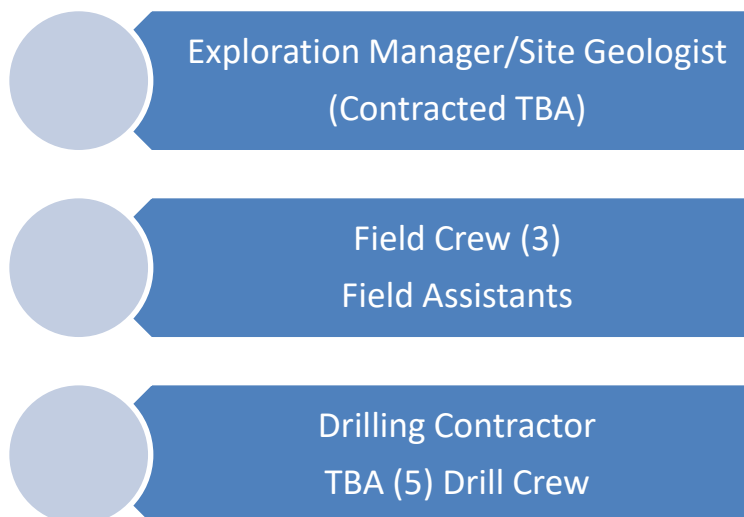 Exploration Manager/Site Geologist
(Contracted TBA)
Field Crew (3)
Field Assistants
Drilling Contractor
TBA (5) Drill Crew